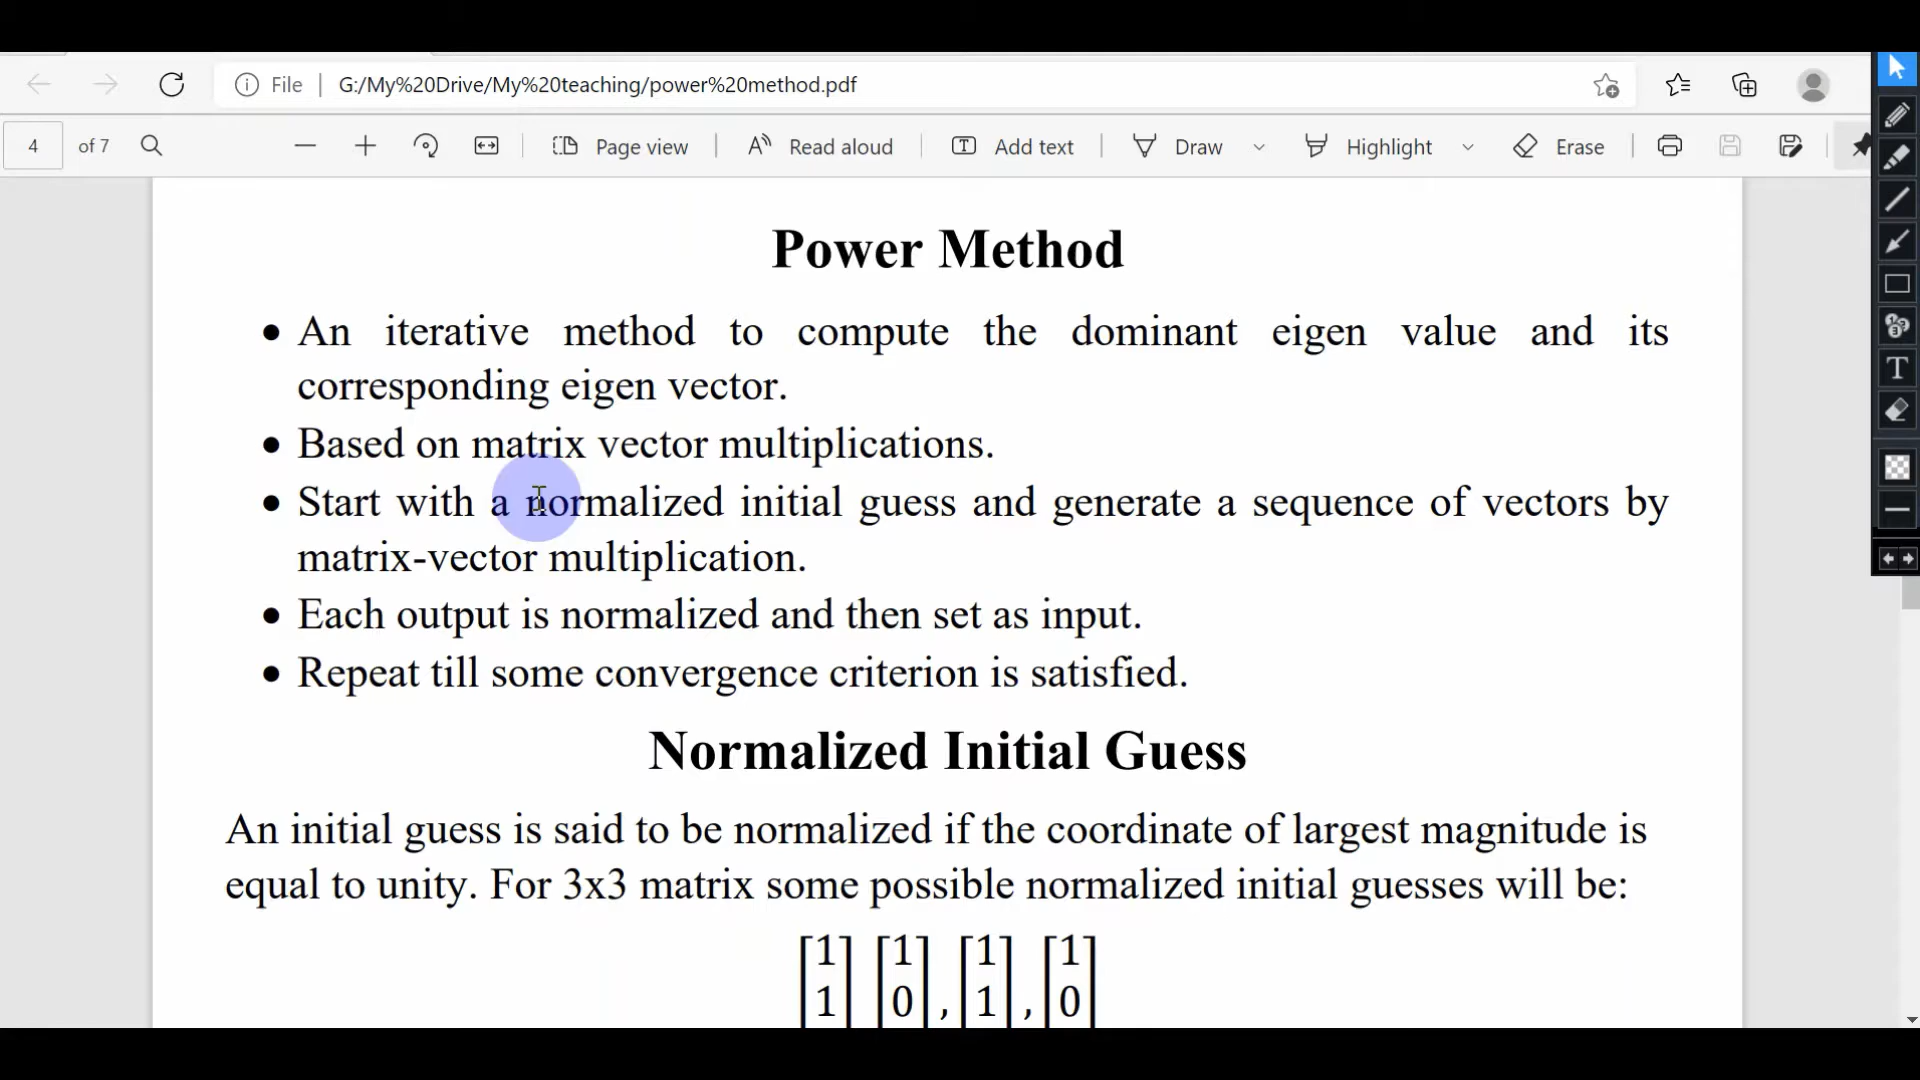 File
G:/My%20Drive/My%20teaching/power%20method.pdf
4 of 7
Page view
Read aloud
Add text
Draw
Highlight
Erase
Power Method
• An iterative method to compute the dominant eigen value and its
corresponding eigen vector.
• Based on matrix vector multiplications.
• Start with a normalized initial guess and generate a sequence of vectors by
matrix-vector multiplication.
• Each output is normalized and then set as input.
• Repeat till some convergence criterion is satisfied.
Normalized Initial Guess
An initial guess is said to be normalized if the coordinate of largest magnitude is
equal to unity. For 3x3 matrix some possible normalized initial guesses will be:
[1] [1] [1] [1]
[1] [0], [1], [0]